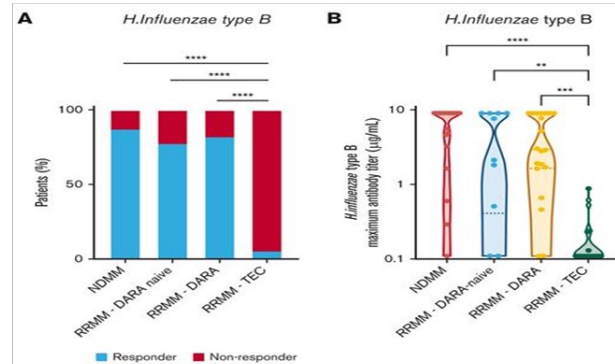 A
H.Influenzae type B
****
****
****
100
50
0
Patients (%)
NDMM
RRMM - DARA naive
RRMM - DARA
RRMM - TEC
Responder
Non-responder
B
H.Influenzae type B
****
**
***
10
1
0.1
H.influenzae type B
maximum antibody titer (µg/mL)
NDMM
RRMM - DARA-naive
RRMM - DARA
RRMM - TEC